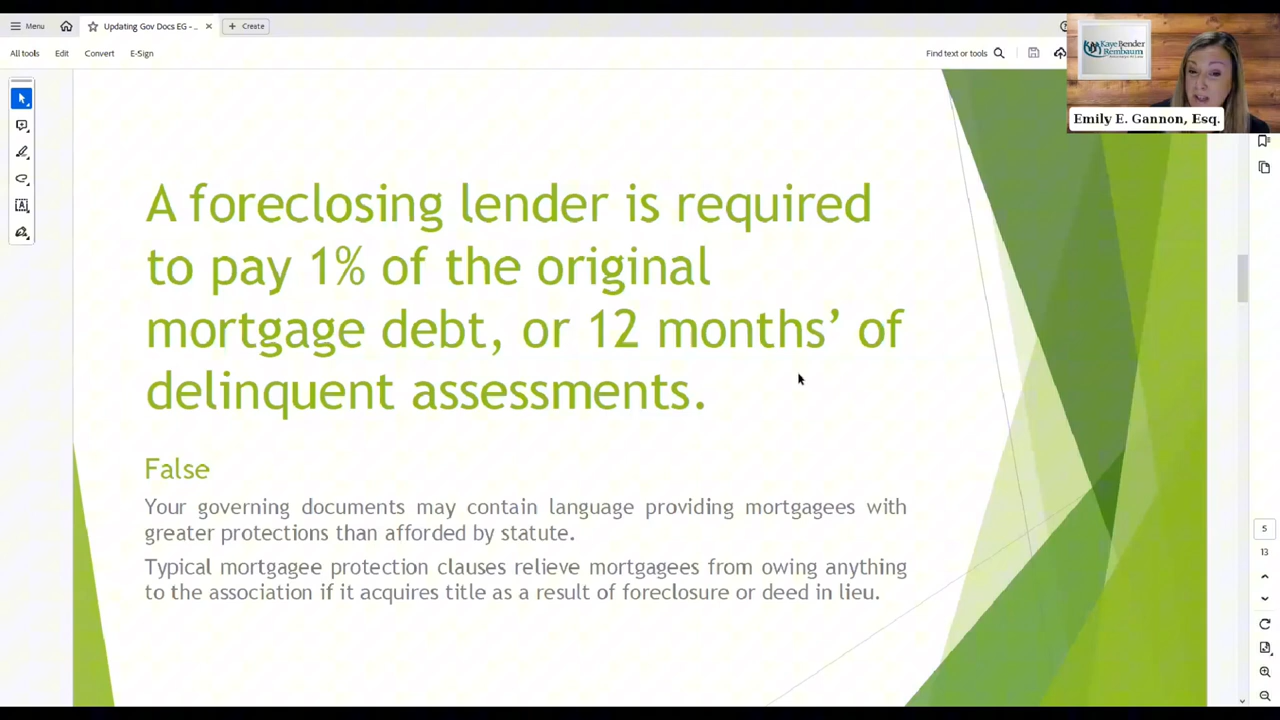 Menu
Updating Gov Docs EG - ..
Create
All tools
Edit
Convert
E-Sign
Find text or tools
Kaye Bender
Rembaum
Emily E. Gannon, Esq.
A foreclosing lender is required
to pay 1% of the original
mortgage debt, or 12 months’ of
delinquent assessments.
False
Your governing documents may contain language providing mortgagees with
greater protections than afforded by statute.
Typical mortgagee protection clauses relieve mortgagees from owing anything
to the association if it acquires title as a result of foreclosure or deed in lieu.
5
13